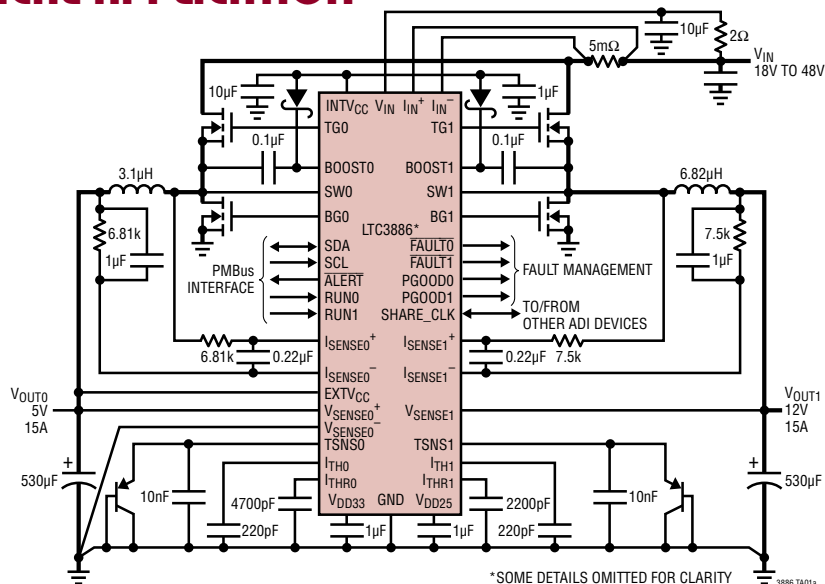 10µF
2Ω
5mΩ
VIN
18V TO 48V
10µF
1µF
INTVCC VIN IIN+ IIN–
TG0 TG1
0.1µF 0.1µF
BOOST0 BOOST1
3.1µH 6.82µH
SW0 SW1
BG0 BG1
LTC3886*
6.81k 7.5k
1µF 1µF
SDA FAULT0
SCL FAULT1
PMBus
INTERFACE
ALERT PGOOD0
RUN0 PGOOD1
RUN1 SHARE_CLK
FAULT MANAGEMENT
TO/FROM
OTHER ADI DEVICES
ISENSE0+ ISENSE1+
6.81k 0.22µF 0.22µF 7.5k
ISENSE0– ISENSE1–
EXTVCC
VOUT0
5V
15A
VSENSE0+ VSENSE1
VSENSE0–
VOUT1
12V
15A
TSNS0 TSNS1
ITH0 ITH1
ITHR0 ITHR1
+ 530µF + 530µF
10nF 4700pF 2200pF 10nF
VDD33 GND VDD25
220pF 1µF 1µF 220pF
*SOME DETAILS OMITTED FOR CLARITY
3886 TA01a